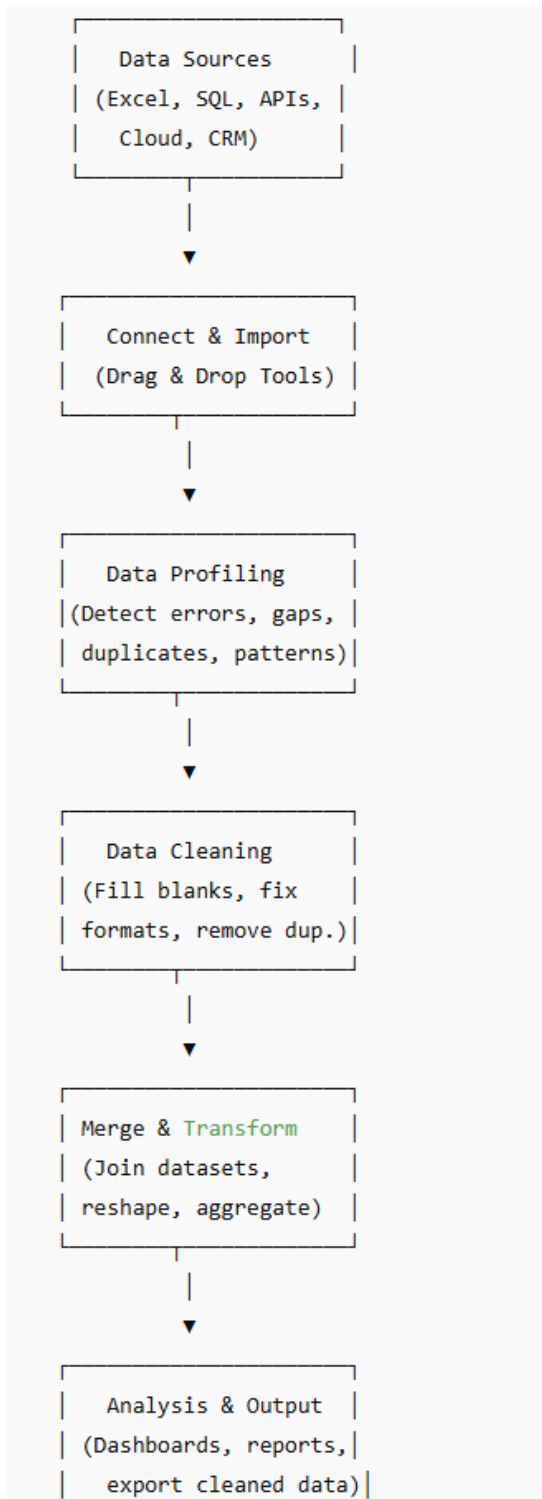 Data Sources
(Excel, SQL, APIs,
Cloud, CRM)
Connect & Import
(Drag & Drop Tools)
Data Profiling
(Detect errors, gaps,
duplicates, patterns)
Data Cleaning
(Fill blanks, fix
formats, remove dup.)
Merge & Transform
(Join datasets,
reshape, aggregate)
Analysis & Output
(Dashboards, reports,
export cleaned data)